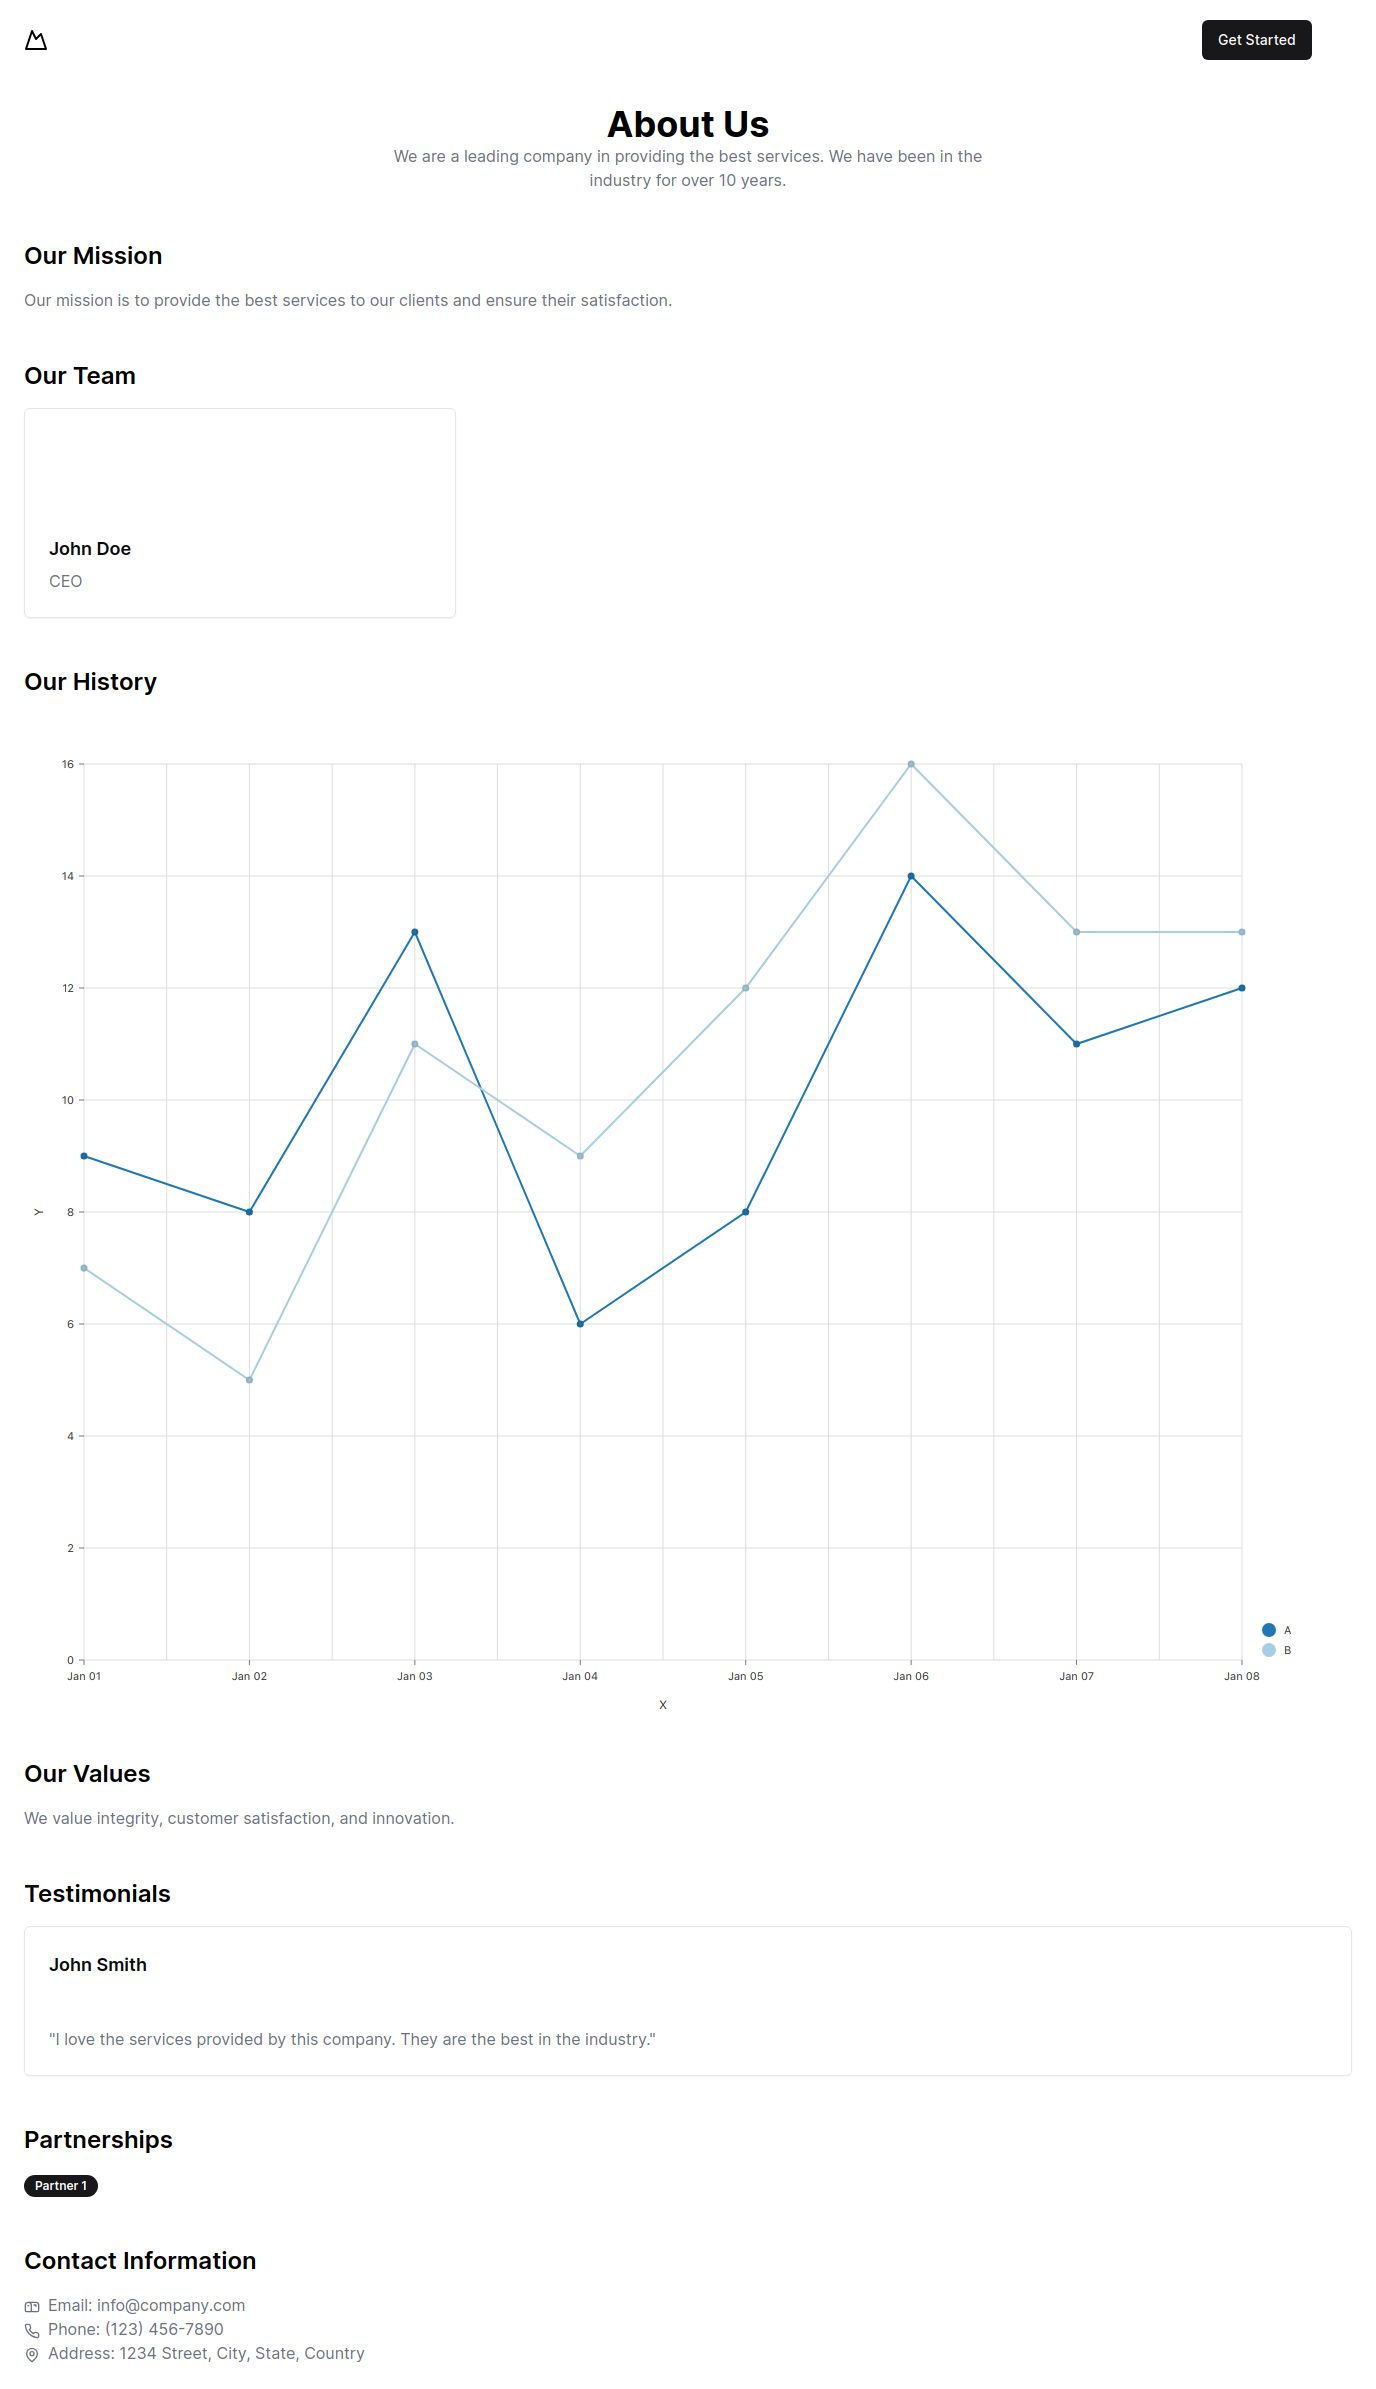 Get Started
About Us
We are a leading company in providing the best services. We have been in the
industry for over 10 years.
Our Mission
Our mission is to provide the best services to our clients and ensure their satisfaction.
Our Team
John Doe
CEO
Our History
16
14
12
10
8
6
4
2
0
Y
Jan 01
Jan 02
Jan 03
Jan 04
Jan 05
Jan 06
Jan 07
Jan 08
X
A
B
Our Values
We value integrity, customer satisfaction, and innovation.
Testimonials
John Smith
"I love the services provided by this company. They are the best in the industry."
Partnerships
Partner 1
Contact Information
Email: info@company.com
Phone: (123) 456-7890
Address: 1234 Street, City, State, Country